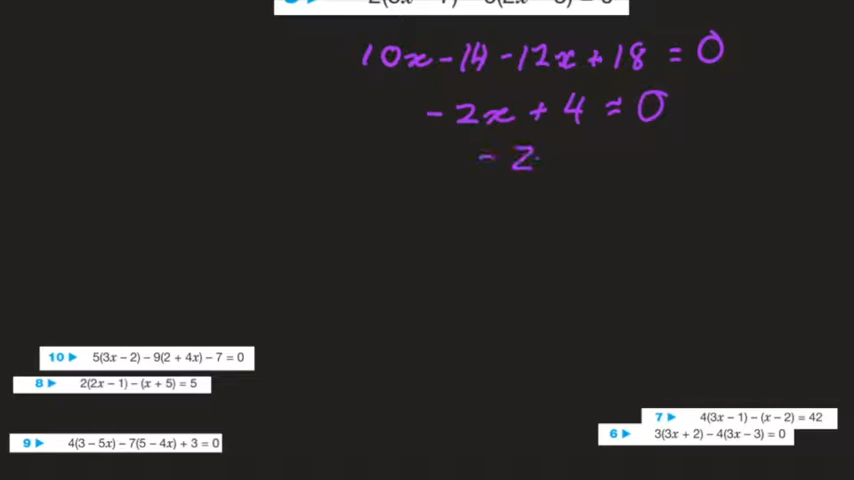 10x - 14 - 12x + 18 = 0
- 2x + 4 = 0
- 2
10 ▶ 5(3x − 2) − 9(2 + 4x) − 7 = 0
8 ▶ 2(2x − 1) − (x + 5) = 5
7 ▶ 4(3x − 1) − (x − 2) = 42
6 ▶ 3(3x + 2) − 4(3x − 3) = 0
9 ▶ 4(3 − 5x) − 7(5 − 4x) + 3 = 0